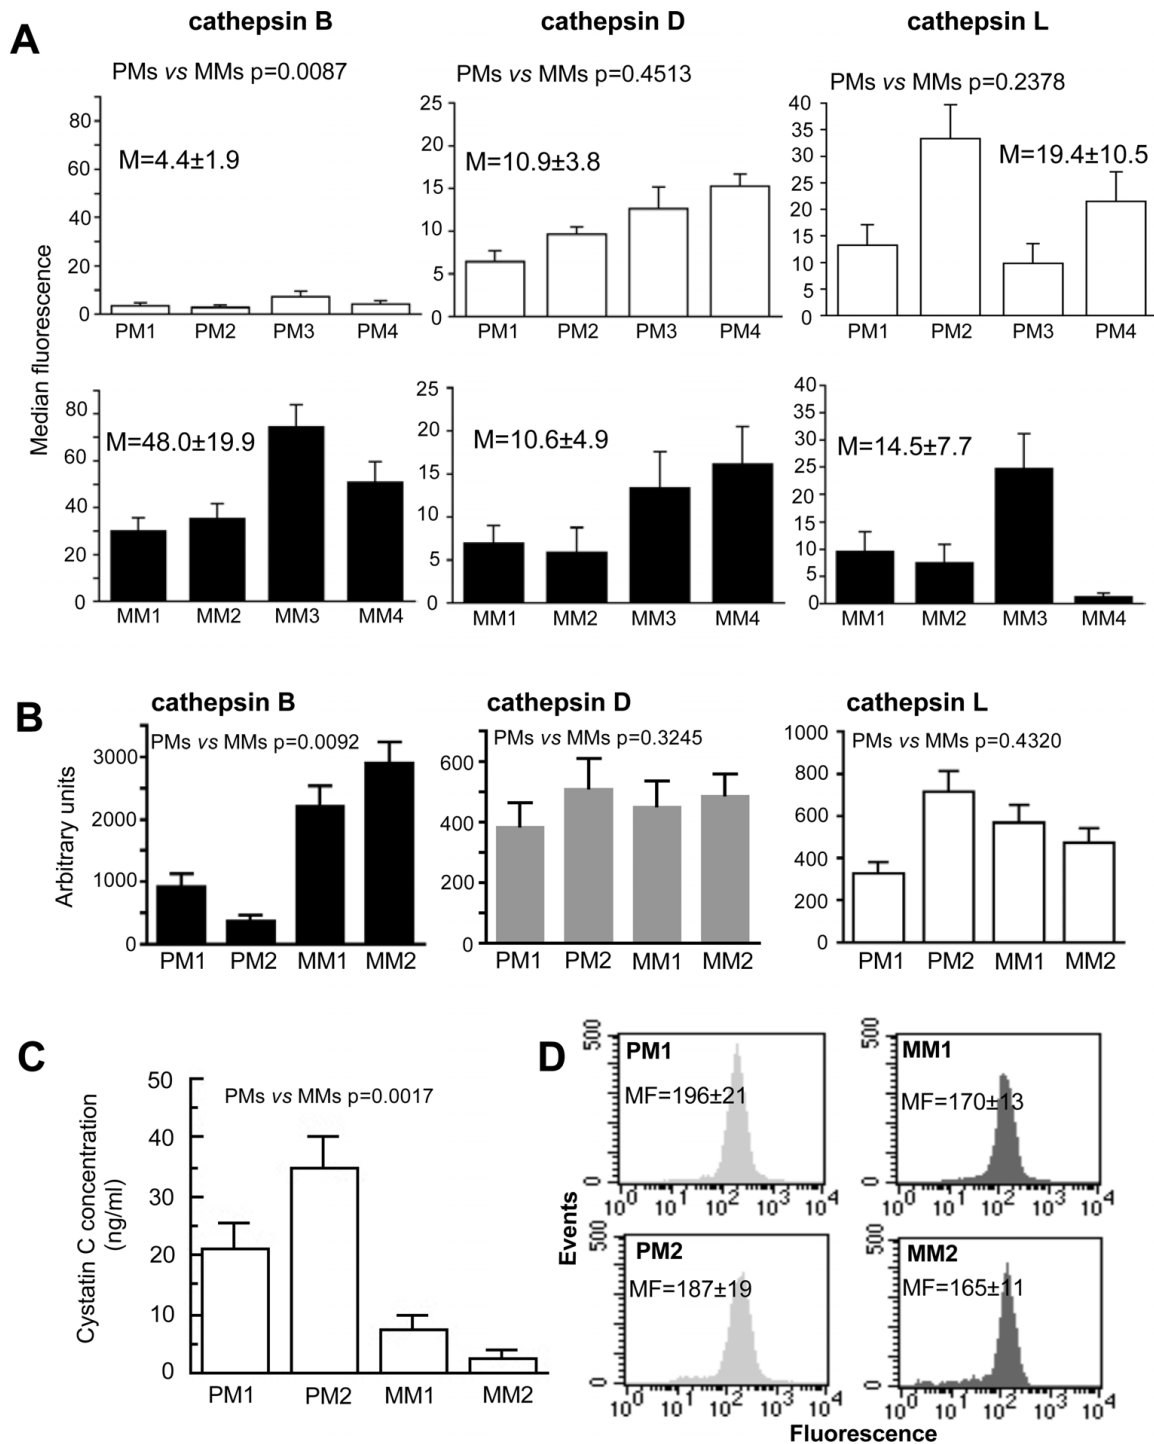 A
cathepsin B
cathepsin D
cathepsin L
PMs vs MMs p=0.0087
PMs vs MMs p=0.4513
PMs vs MMs p=0.2378
Median fluorescence
80
60
40
20
0
M=4.4±1.9
PM1 PM2 PM3 PM4
25
20
15
10
5
0
M=10.9±3.8
PM1 PM2 PM3 PM4
40
35
30
25
20
15
10
5
0
M=19.4±10.5
PM1 PM2 PM3 PM4
80
60
40
20
0
M=48.0±19.9
MM1 MM2 MM3 MM4
25
20
15
10
5
0
M=10.6±4.9
MM1 MM2 MM3 MM4
40
35
30
25
20
15
10
5
0
M=14.5±7.7
MM1 MM2 MM3 MM4
B
cathepsin B
cathepsin D
cathepsin L
Arbitrary units
PMs vs MMs p=0.0092
3000
2000
1000
0
PM1 PM2 MM1 MM2
PMs vs MMs p=0.3245
600
400
200
0
PM1 PM2 MM1 MM2
PMs vs MMs p=0.4320
1000
800
600
400
200
0
PM1 PM2 MM1 MM2
C
Cystatin C concentration
(ng/ml)
PMs vs MMs p=0.0017
50
40
30
20
10
0
PM1 PM2 MM1 MM2
D
Events
500
0
PM1
MF=196±21
10⁰ 10¹ 10² 10³ 10⁴
500
0
MM1
MF=170±13
10⁰ 10¹ 10² 10³ 10⁴
500
0
PM2
MF=187±19
10⁰ 10¹ 10² 10³ 10⁴
500
0
MM2
MF=165±11
10⁰ 10¹ 10² 10³ 10⁴
Fluorescence